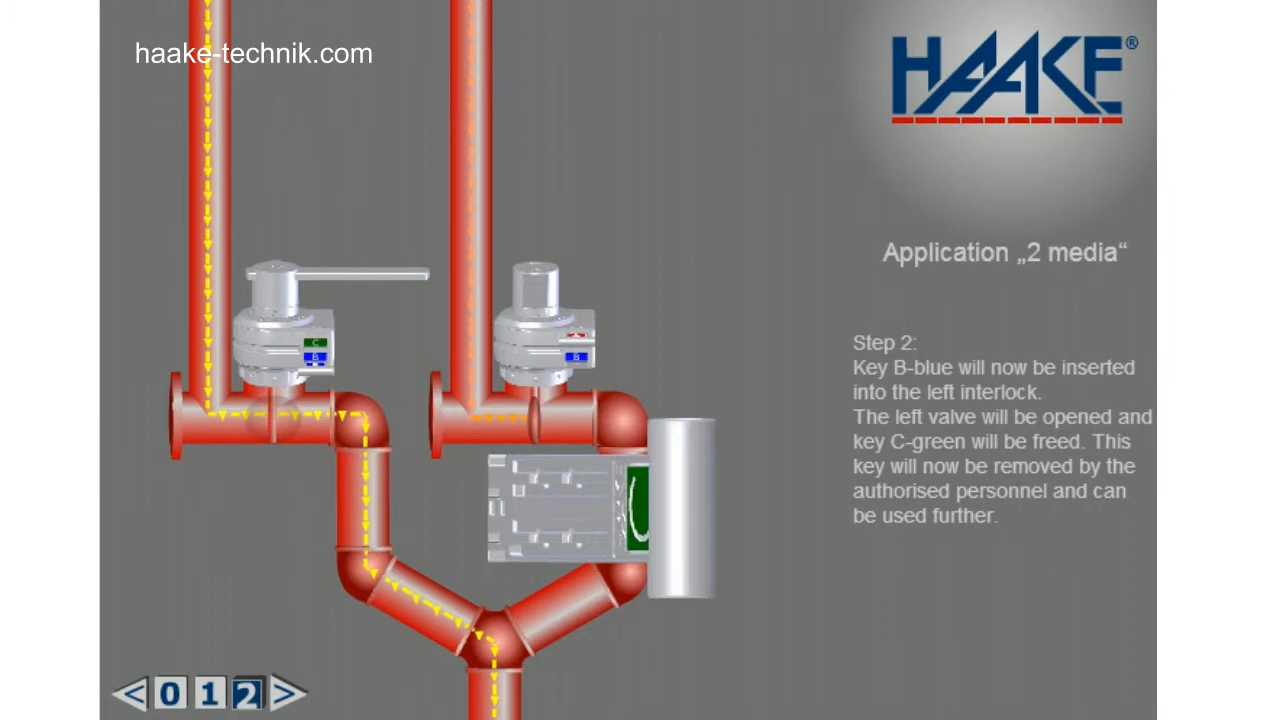 haake-technik.com
HAAKE®
Application „2 media“
C
B
B
Step 2:
Key B-blue will now be inserted
into the left interlock.
The left valve will be opened and
key C-green will be freed. This
key will now be removed by the
authorised personnel and can
be used further.
< 0 1 2 >